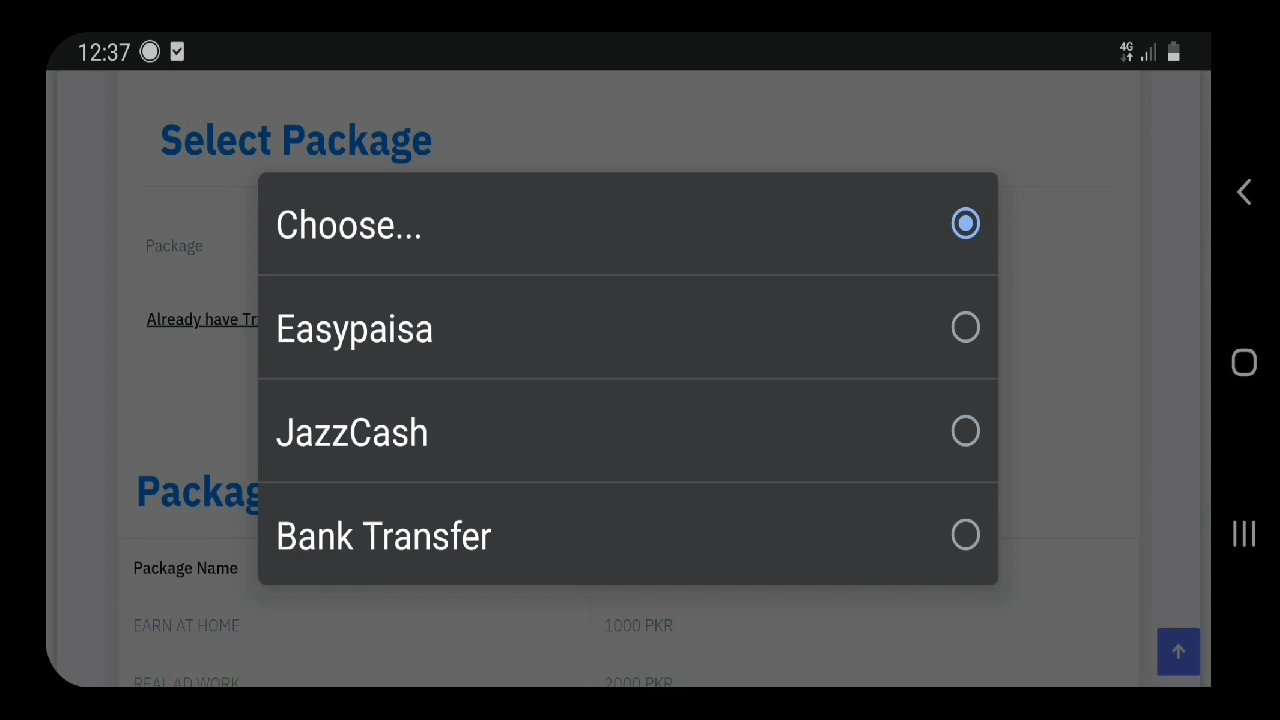 12:37
4G
Select Package
Choose...
Package
Already have Tr
Easypaisa
JazzCash
Packag
Bank Transfer
Package Name
EARN AT HOME 1000 PKR
REAL AD WORK 2000 PKR